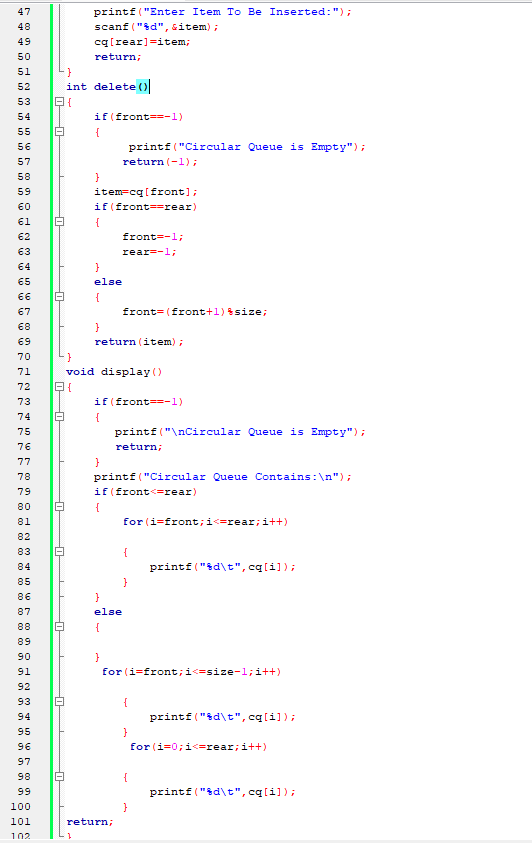 47 printf("Enter Item To Be Inserted:");
48 scanf("%d",&item);
49 cq[rear]=item;
50 return;
51 }
52 int delete()
53 {
54 if(front==-1)
55 {
56 printf("Circular Queue is Empty");
57 return(-1);
58 }
59 item=cq[front];
60 if(front==rear)
61 {
62 front=-1;
63 rear=-1;
64 }
65 else
66 {
67 front=(front+1)%size;
68 }
69 return(item);
70 }
71 void display()
72 {
73 if(front==-1)
74 {
75 printf("\nCircular Queue is Empty");
76 return;
77 }
78 printf("Circular Queue Contains:\n");
79 if(front<=rear)
80 {
81 for(i=front;i<=rear;i++)
82
83 {
84 printf("%d\t",cq[i]);
85 }
86 }
87 else
88 {
89
90 }
91 for(i=front;i<=size-1;i++)
92
93 {
94 printf("%d\t",cq[i]);
95 }
96 for(i=0;i<=rear;i++)
97
98 {
99 printf("%d\t",cq[i]);
100 }
101 return;
102 }